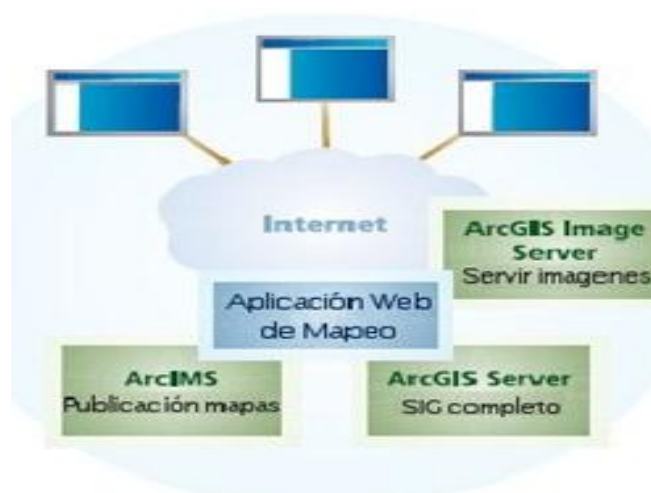 Internet
ArcGIS Image
Server
Servir imagenes
Aplicación Web
de Mapeo
ArcIMS
Publicación mapas
ArcGIS Server
SIG completo